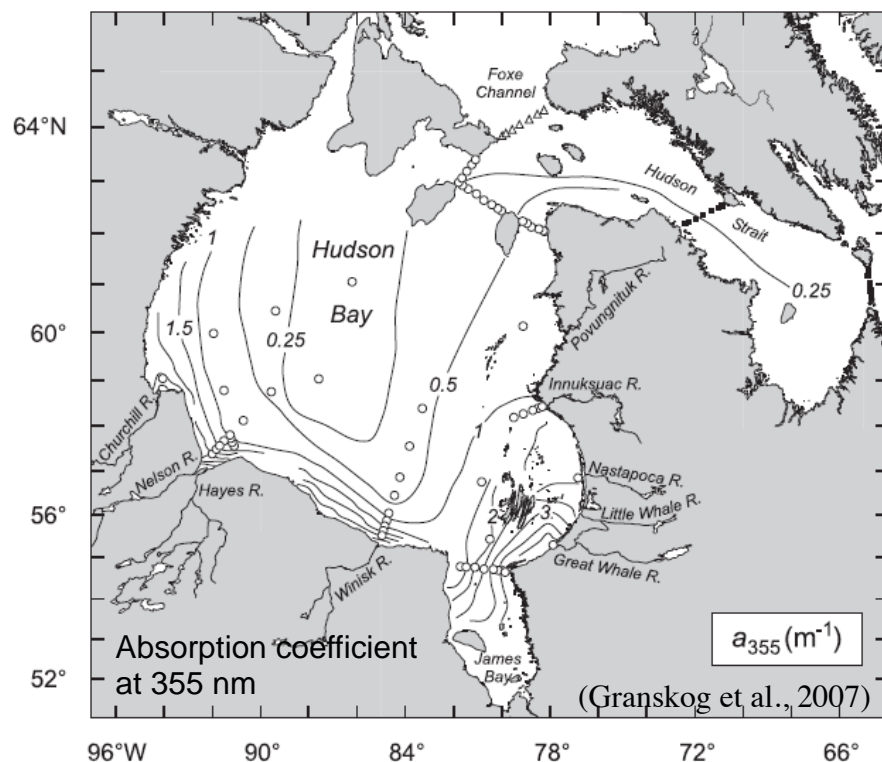 Foxe
Channel
64°N
Hudson
Strait
Hudson
Bay
1
1.5
0.25
0.25
60°
Povungnituk R.
0.5
Innuksuac R.
Churchill R.
1
Nelson R.
Nastapoca R.
Hayes R.
Little Whale R.
56°
2
3
Great Whale R.
Winisk R.
a355 (m-1)
Absorption coefficient
at 355 nm
James
Bay
52°
(Granskog et al., 2007)
96°W
90°
84°
78°
72°
66°